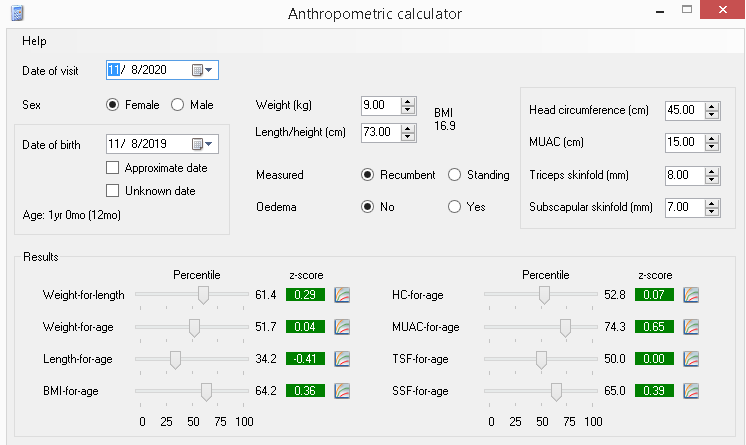 Anthropometric calculator
Help
Date of visit 11/ 8/2020
Sex Female Male
Date of birth 11/ 8/2019
Approximate date
Unknown date
Age: 1yr 0mo (12mo)
Weight (kg) 9.00
Length/height (cm) 73.00
BMI
16.9
Measured Recumbent Standing
Oedema No Yes
Head circumference (cm) 45.00
MUAC (cm) 15.00
Triceps skinfold (mm) 8.00
Subscapular skinfold (mm) 7.00
Results
Percentile z-score
Weight-for-length 61.4 0.29
Weight-for-age 51.7 0.04
Length-for-age 34.2 -0.41
BMI-for-age 64.2 0.36
0 25 50 75 100
Percentile z-score
HC-for-age 52.8 0.07
MUAC-for-age 74.3 0.65
TSF-for-age 50.0 0.00
SSF-for-age 65.0 0.39
0 25 50 75 100